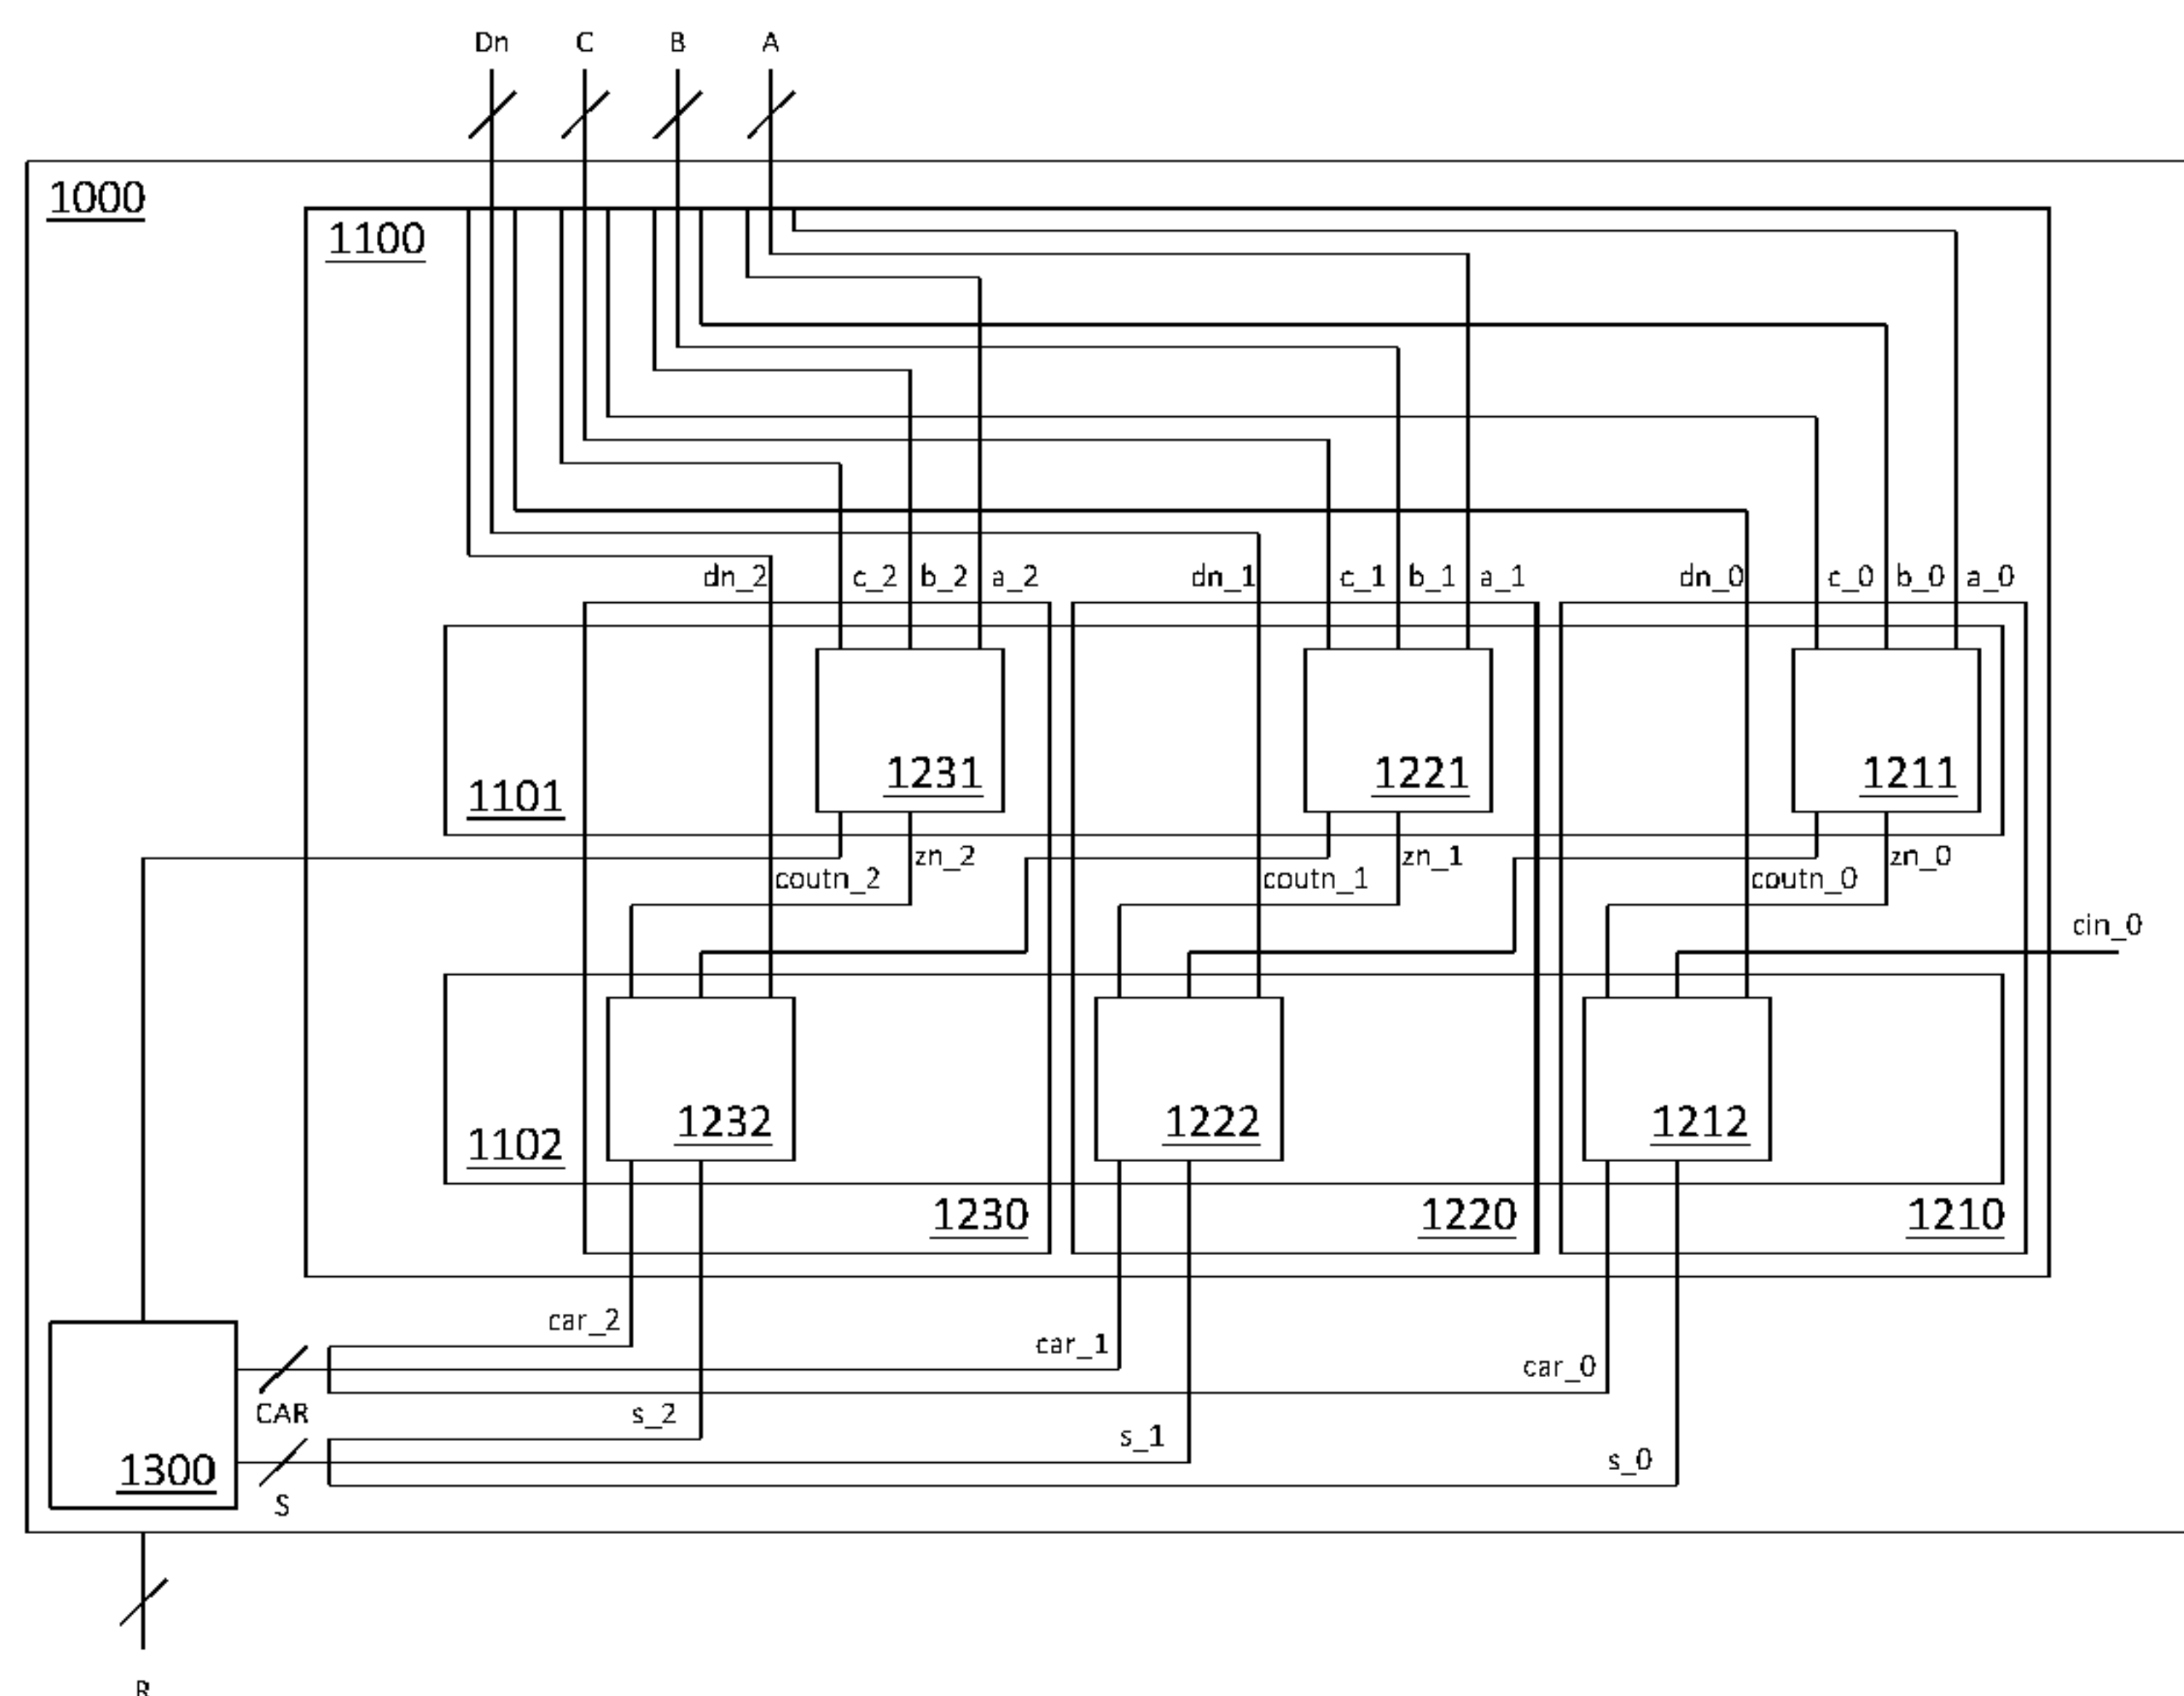 Dn C B A
1000
1100
dn_2 c_2 b_2 a_2 dn_1 c_1 b_1 a_1 dn_0 c_0 b_0 a_0
1231 1221 1211
1101
zn_2 zn_1 zn_0
coutn_2 coutn_1 coutn_0
cin_0
1232 1222 1212
1102
1230 1220 1210
car_2
car_1
car_0
CAR s_2
s_1
s_0
1300
S
R